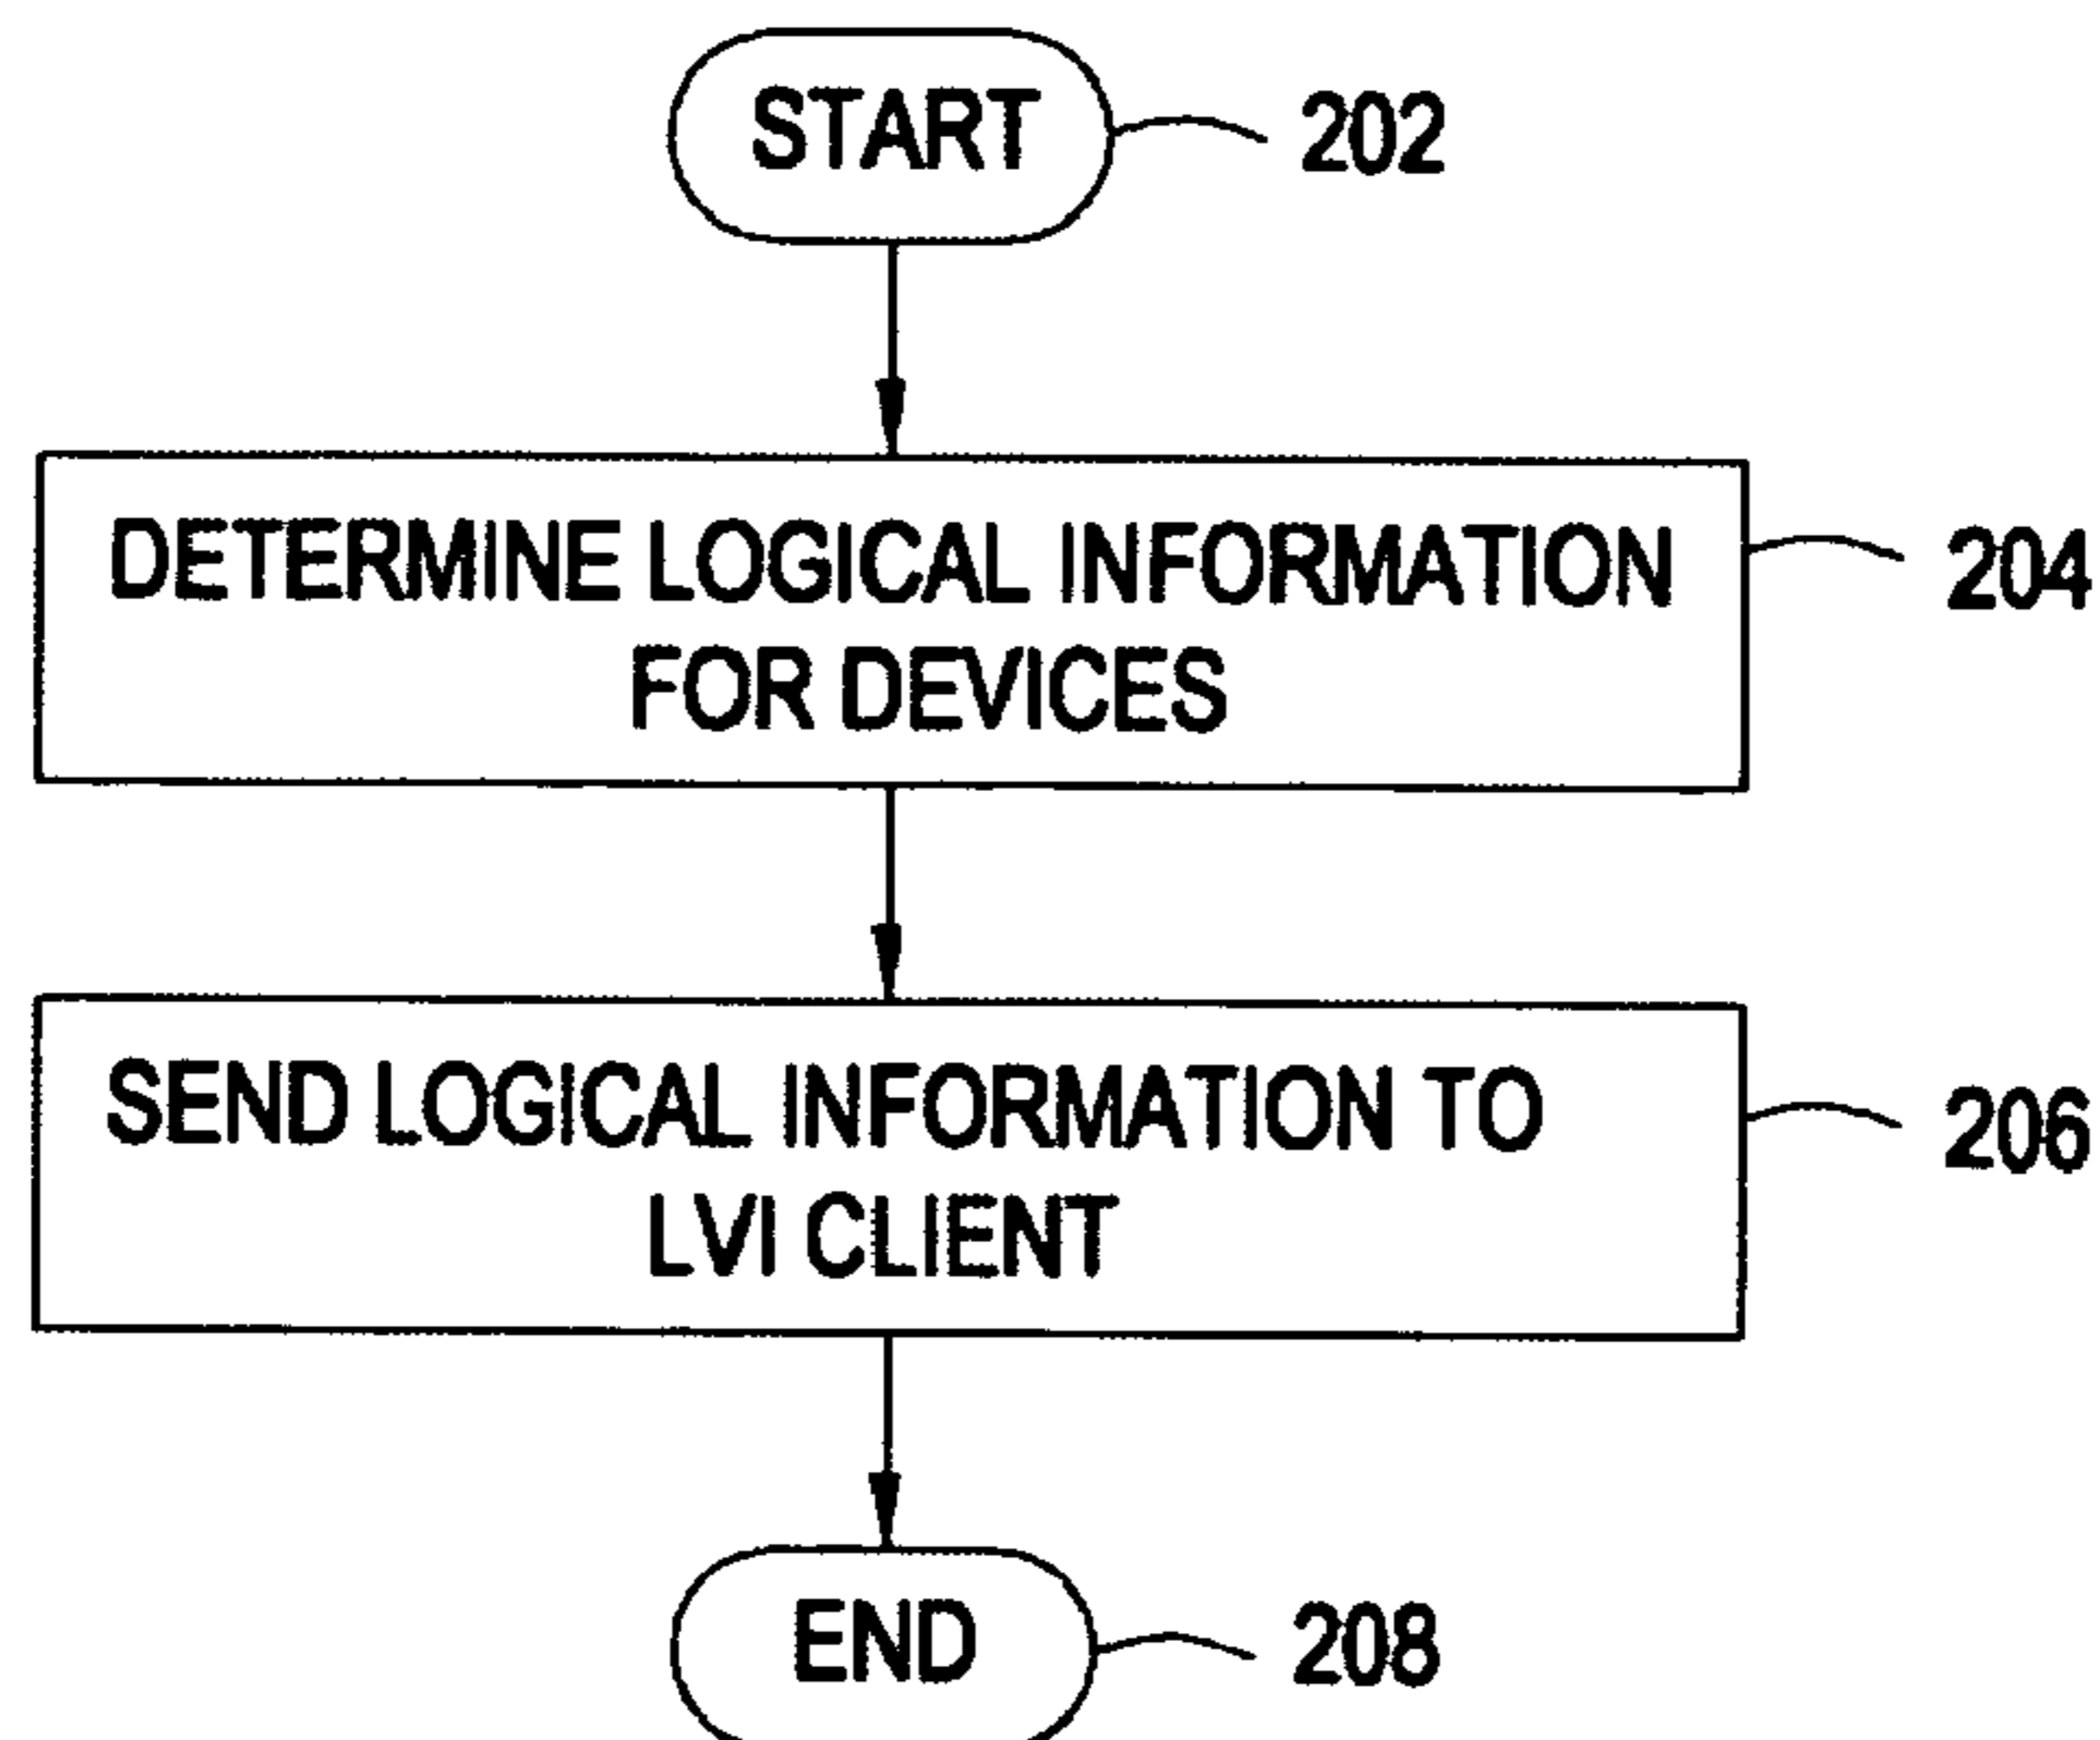 START
202
DETERMINE LOGICAL INFORMATION
FOR DEVICES
204
SEND LOGICAL INFORMATION TO
LVI CLIENT
206
END
208